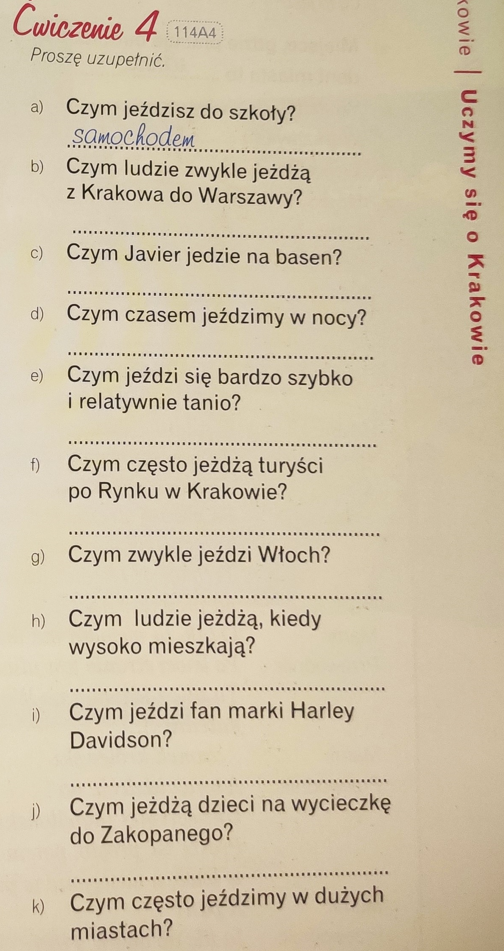 Ćwiczenie 4 114A4
Proszę uzupełnić.
a) Czym jeździsz do szkoły?
samochodem
b) Czym ludzie zwykle jeżdżą
z Krakowa do Warszawy?
c) Czym Javier jedzie na basen?
d) Czym czasem jeździmy w nocy?
e) Czym jeździ się bardzo szybko
i relatywnie tanio?
f) Czym często jeżdżą turyści
po Rynku w Krakowie?
g) Czym zwykle jeździ Włoch?
h) Czym ludzie jeżdżą, kiedy
wysoko mieszkają?
i) Czym jeździ fan marki Harley
Davidson?
j) Czym jeżdżą dzieci na wycieczkę
do Zakopanego?
k) Czym często jeździmy w dużych
miastach?
kowie | Uczymy się o Krakowie